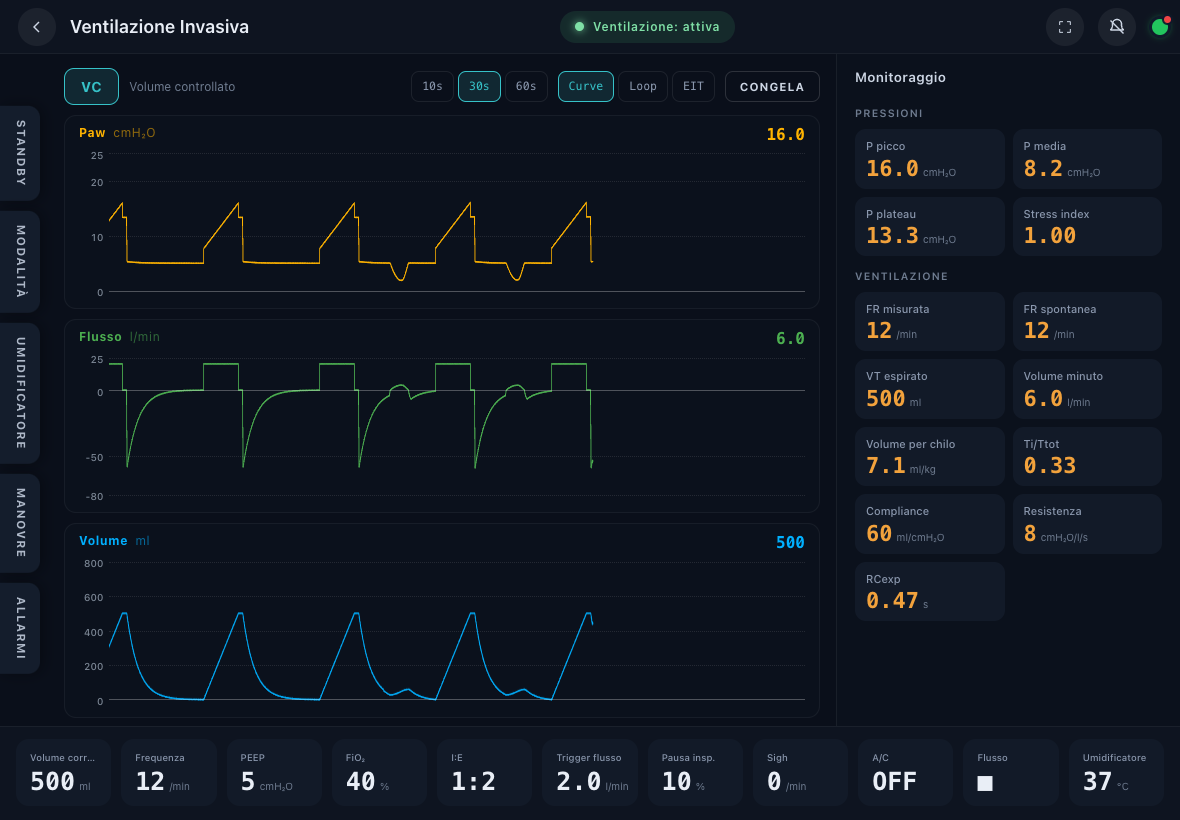 Ventilazione Invasiva
Ventilazione: attiva
STANDBY
MODALITÀ
UMIDIFICATORE
MANOVRE
ALLARMI
VC
Volume controllato
10s
30s
60s
Curve
Loop
EIT
CONGELA
Paw cmH₂O
16.0
25
20
10
0
Flusso l/min
6.0
25
0
-50
-80
Volume ml
500
800
600
400
200
0
Monitoraggio
PRESSIONI
P picco
16.0 cmH₂O
P media
8.2 cmH₂O
P plateau
13.3 cmH₂O
Stress index
1.00
VENTILAZIONE
FR misurata
12 /min
FR spontanea
12 /min
VT espirato
500 ml
Volume minuto
6.0 l/min
Volume per chilo
7.1 ml/kg
Ti/Ttot
0.33
Compliance
60 ml/cmH₂O
Resistenza
8 cmH₂O/l/s
RCexp
0.47 s
Volume corr...
500 ml
Frequenza
12 /min
PEEP
5 cmH₂O
FiO₂
40 %
I:E
1:2
Trigger flusso
2.0 l/min
Pausa insp.
10 %
Sigh
0 /min
A/C
OFF
Flusso
■
Umidificatore
37 °C